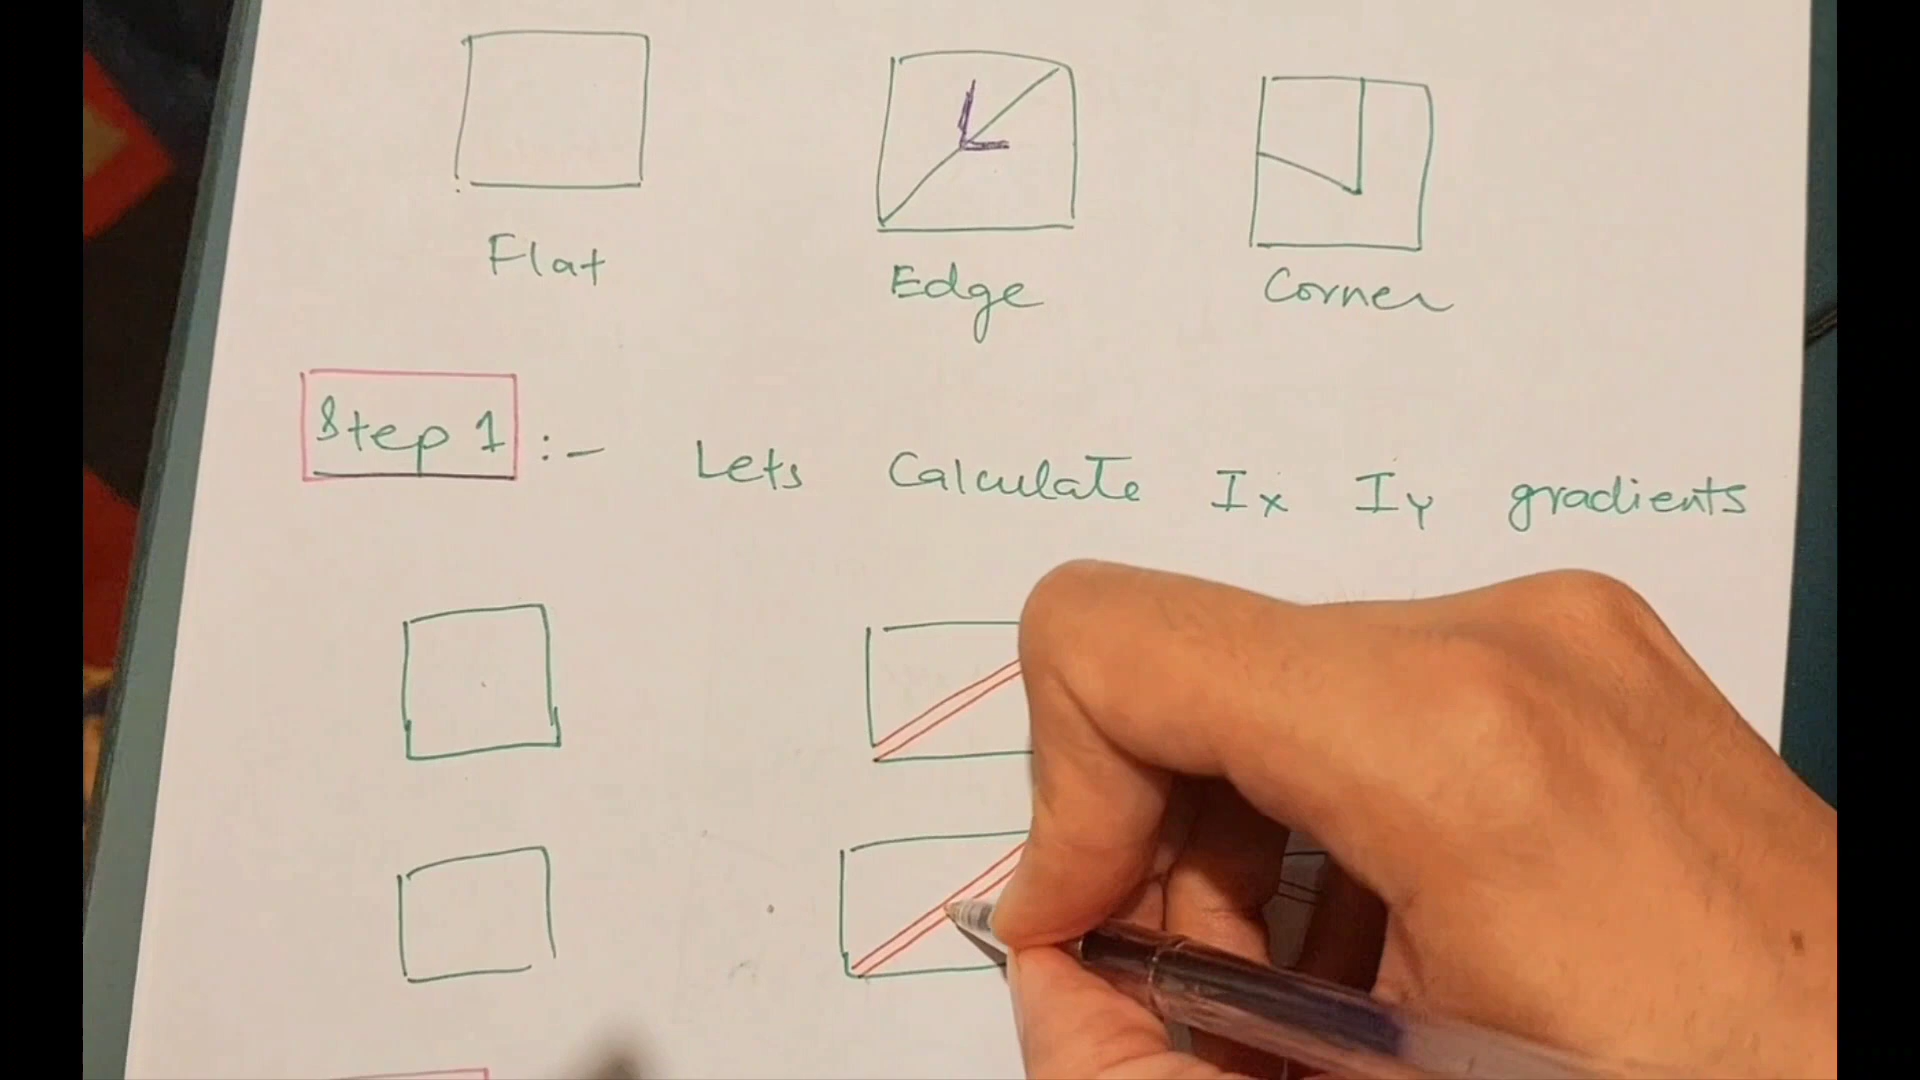 Flat
Edge
Corner
Step 1 :- Lets Calculate Ix Iy gradients